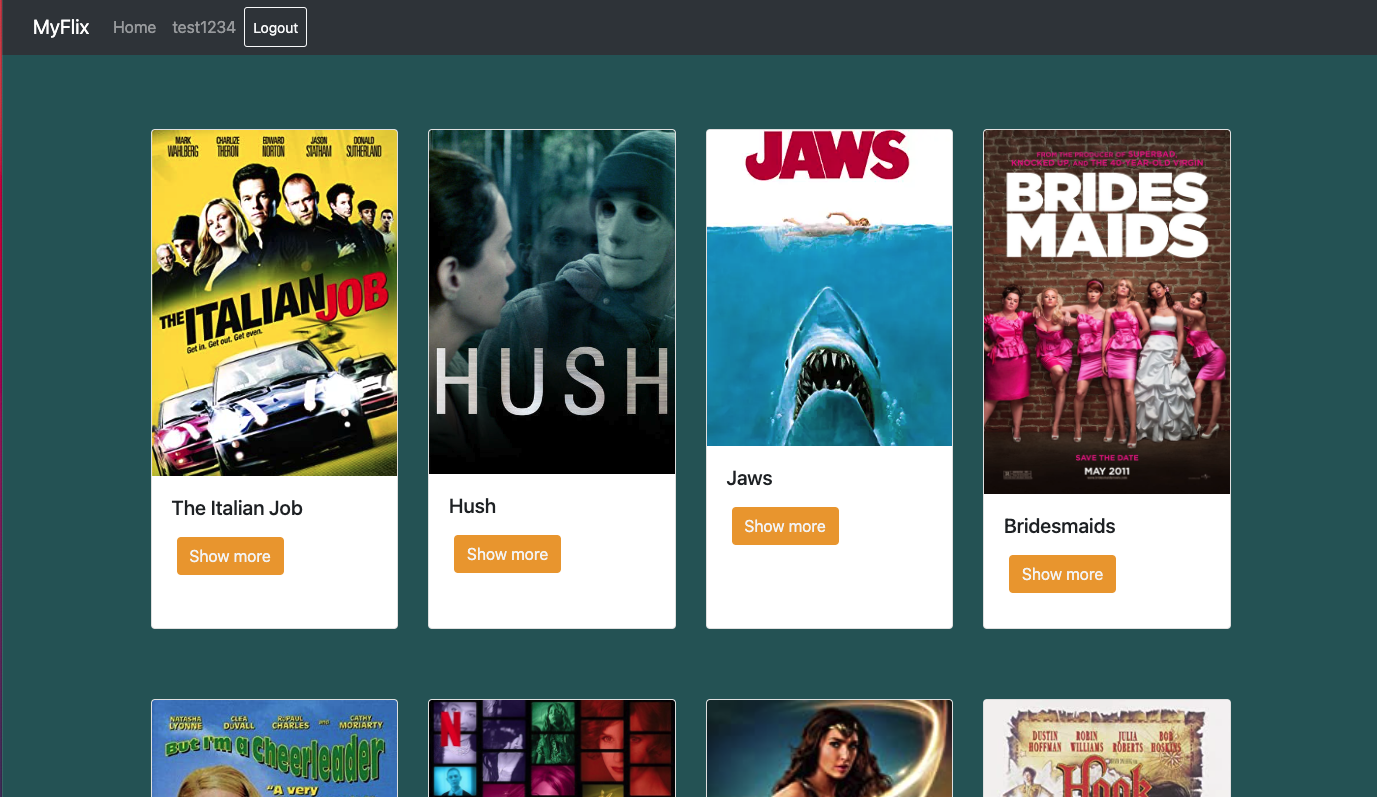 MyFlix Home test1234 Logout
MARK WAHLBERG CHARLIZE THERON EDWARD NORTON JASON STATHAM DONALD SUTHERLAND
THE ITALIAN JOB
Get in. Get out. Get even.
HUSH
JAWS
FROM THE PRODUCER OF SUPERBAD,
KNOCKED UP AND THE 40 YEAR-OLD VIRGIN
BRIDES
MAIDS
SAVE THE DATE
MAY 2011
The Italian Job
Show more
Hush
Show more
Jaws
Show more
Bridesmaids
Show more
NATASHA LYONNE CLEA DUVALL RUPAUL CHARLES and CATHY MORIARTY
But I'm a Cheerleader
"A very
N
DUSTIN HOFFMAN ROBIN WILLIAMS JULIA ROBERTS BOB HOSKINS
Hook